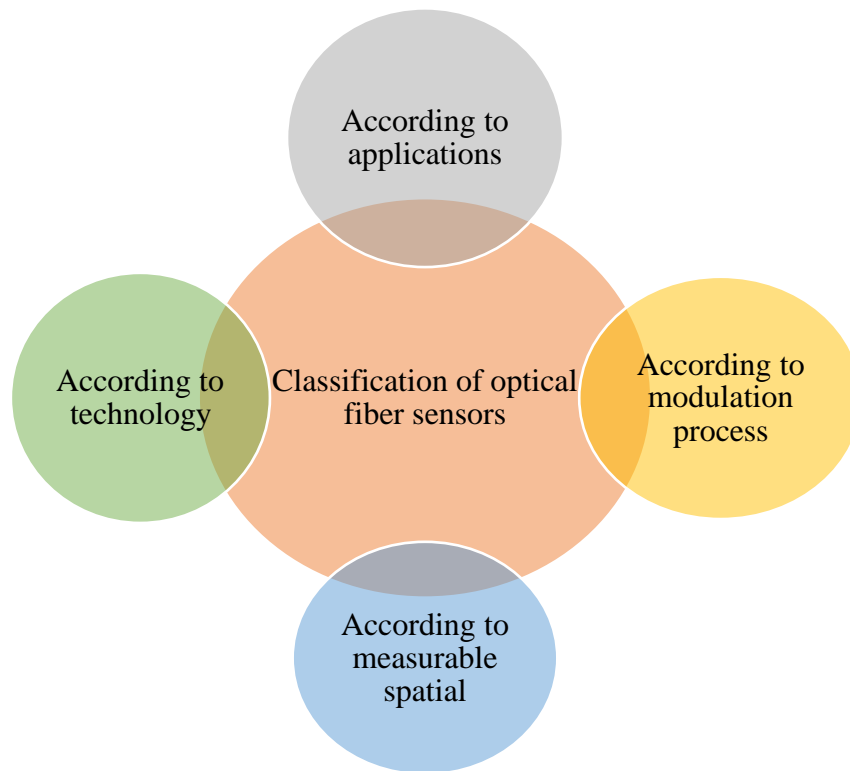 According to
applications
According to
technology
Classification of optical
fiber sensors
According to
modulation
process
According to
measurable
spatial